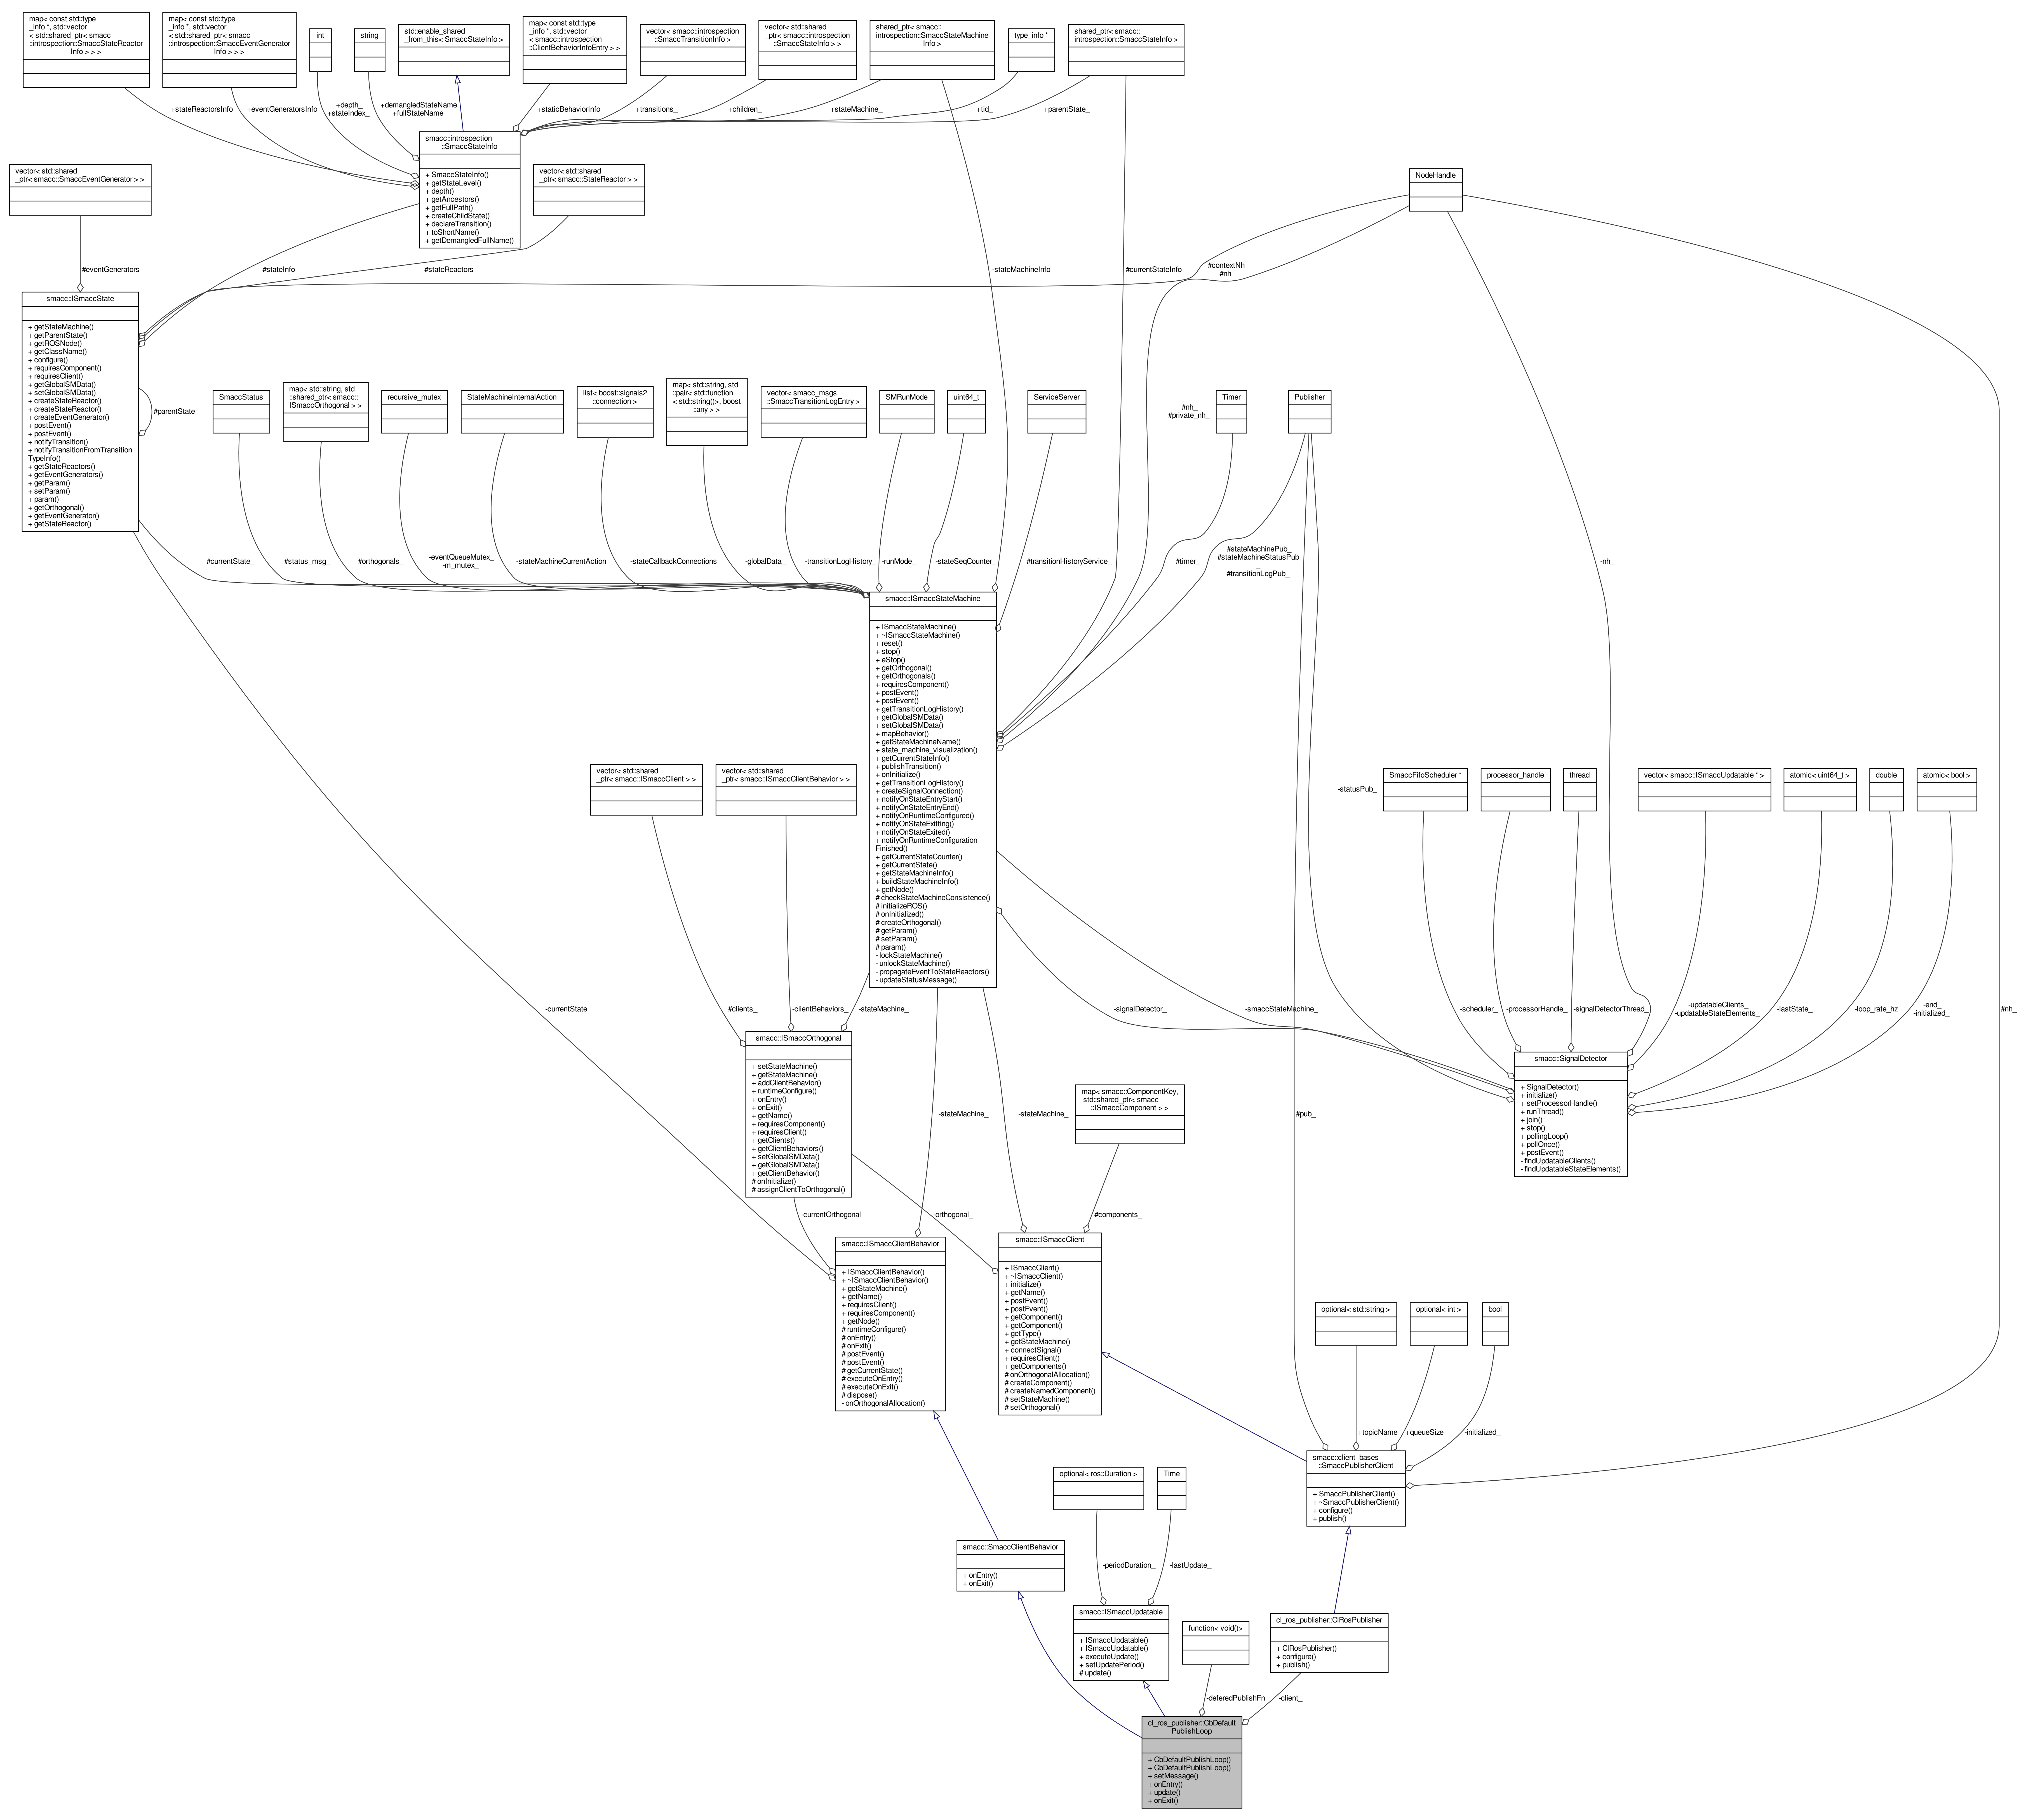 map< const std::type
_info *, std::vector
< std::shared_ptr< smacc
::introspection::SmaccStateReactor
Info > > >
map< const std::type
_info *, std::vector
< std::shared_ptr< smacc
::introspection::SmaccEventGenerator
Info > > >
int
string
std::enable_shared
_from_this< SmaccStateInfo >
map< const std::type
_info *, std::vector
< smacc::introspection
::ClientBehaviorInfoEntry > >
vector< smacc::introspection
::SmaccTransitionInfo >
vector< std::shared
_ptr< smacc::introspection
::SmaccStateInfo > >
shared_ptr< smacc::
introspection::SmaccStateMachine
Info >
type_info *
shared_ptr< smacc::
introspection::SmaccStateInfo >
+stateReactorsInfo
+eventGeneratorsInfo
+depth_
+stateIndex_
+demangledStateName
+fullStateName
+staticBehaviorInfo
+transitions_
+children_
+stateMachine_
+tid_
+parentState_
smacc::introspection
::SmaccStateInfo
+ SmaccStateInfo()
+ getStateLevel()
+ depth()
+ getAncestors()
+ getFullPath()
+ createChildState()
+ declareTransition()
+ toShortName()
+ getDemangledFullName()
vector< std::shared
_ptr< smacc::SmaccEventGenerator > >
vector< std::shared
_ptr< smacc::StateReactor > >
NodeHandle
#eventGenerators_
#stateInfo_
#stateReactors_
-stateMachineInfo_
#currentStateInfo_
#contextNh
#nh
smacc::ISmaccState
+ getStateMachine()
+ getParentState()
+ getROSNode()
+ getClassName()
+ configure()
+ requiresComponent()
+ requiresClient()
+ getGlobalSMData()
+ setGlobalSMData()
+ createStateReactor()
+ createStateReactor()
+ createEventGenerator()
+ postEvent()
+ postEvent()
+ notifyTransition()
+ notifyTransitionFromTransition
TypeInfo()
+ getStateReactors()
+ getEventGenerators()
+ getParam()
+ setParam()
+ param()
+ getOrthogonal()
+ getEventGenerator()
+ getStateReactor()
#parentState_
SmaccStatus
map< std::string, std
::shared_ptr< smacc::
ISmaccOrthogonal > >
recursive_mutex
StateMachineInternalAction
list< boost::signals2
::connection >
map< std::string, std
::pair< std::function
< std::string()>, boost
::any > >
vector< smacc_msgs
::SmaccTransitionLogEntry >
SMRunMode
uint64_t
ServiceServer
#nh_
#private_nh_
Timer
Publisher
#currentState_
#status_msg_
#orthogonals_
-eventQueueMutex_
-m_mutex_
-stateMachineCurrentAction
-stateCallbackConnections
-globalData_
-transitionLogHistory_
-runMode_
-stateSeqCounter_
#transitionHistoryService_
#timer_
#stateMachinePub_
#stateMachineStatusPub
_
#transitionLogPub_
-nh_
smacc::ISmaccStateMachine
+ ISmaccStateMachine()
+ ~ISmaccStateMachine()
+ reset()
+ stop()
+ eStop()
+ getOrthogonal()
+ getOrthogonals()
+ requiresComponent()
+ postEvent()
+ postEvent()
+ getTransitionLogHistory()
+ getGlobalSMData()
+ setGlobalSMData()
+ mapBehavior()
+ getStateMachineName()
+ state_machine_visualization()
+ getCurrentStateInfo()
+ publishTransition()
+ onInitialize()
+ getTransitionLogHistory()
+ createSignalConnection()
+ notifyOnStateEntryStart()
+ notifyOnStateEntryEnd()
+ notifyOnRuntimeConfigured()
+ notifyOnStateExitting()
+ notifyOnStateExited()
+ notifyOnRuntimeConfiguration
Finished()
+ getCurrentStateCounter()
+ getCurrentState()
+ getStateMachineInfo()
+ buildStateMachineInfo()
+ getNode()
# checkStateMachineConsistence()
# initializeROS()
# onInitialized()
# createOrthogonal()
# getParam()
# setParam()
# param()
- lockStateMachine()
- unlockStateMachine()
- propagateEventToStateReactors()
- updateStatusMessage()
vector< std::shared
_ptr< smacc::ISmaccClient > >
vector< std::shared
_ptr< smacc::ISmaccClientBehavior > >
-statusPub_
SmaccFifoScheduler *
processor_handle
thread
vector< smacc::ISmaccUpdatable * >
atomic< uint64_t >
double
atomic< bool >
-currentState
#clients_
-clientBehaviors_
-stateMachine_
-signalDetector_
-smaccStateMachine_
-scheduler_
-processorHandle_
-signalDetectorThread_
-updatableClients_
-updatableStateElements_
-lastState_
-loop_rate_hz
-end_
-initialized_
#nh_
smacc::ISmaccOrthogonal
+ setStateMachine()
+ getStateMachine()
+ addClientBehavior()
+ runtimeConfigure()
+ onEntry()
+ onExit()
+ getName()
+ requiresComponent()
+ requiresClient()
+ getClients()
+ getClientBehaviors()
+ setGlobalSMData()
+ getGlobalSMData()
+ getClientBehavior()
# onInitialize()
# assignClientToOrthogonal()
smacc::SignalDetector
+ SignalDetector()
+ initialize()
+ setProcessorHandle()
+ runThread()
+ join()
+ stop()
+ pollingLoop()
+ pollOnce()
+ postEvent()
- findUpdatableClients()
- findUpdatableStateElements()
map< smacc::ComponentKey,
std::shared_ptr< smacc
::ISmaccComponent > >
-stateMachine_
-stateMachine_
#pub_
-currentOrthogonal
-orthogonal_
#components_
smacc::ISmaccClientBehavior
+ ISmaccClientBehavior()
+ ~ISmaccClientBehavior()
+ getStateMachine()
+ getName()
+ requiresClient()
+ requiresComponent()
+ getNode()
# runtimeConfigure()
# onEntry()
# onExit()
# postEvent()
# postEvent()
# getCurrentState()
# executeOnEntry()
# executeOnExit()
# dispose()
- onOrthogonalAllocation()
smacc::ISmaccClient
+ ISmaccClient()
+ ~ISmaccClient()
+ initialize()
+ getName()
+ postEvent()
+ postEvent()
+ getComponent()
+ getComponent()
+ getType()
+ getStateMachine()
+ connectSignal()
+ requiresClient()
+ getComponents()
# onOrthogonalAllocation()
# createComponent()
# createNamedComponent()
# setStateMachine()
# setOrthogonal()
optional< std::string >
optional< int >
bool
+topicName
+queueSize
-initialized_
smacc::client_bases
::SmaccPublisherClient
+ SmaccPublisherClient()
+ ~SmaccPublisherClient()
+ configure()
+ publish()
optional< ros::Duration >
Time
smacc::SmaccClientBehavior
+ onEntry()
+ onExit()
-periodDuration_
-lastUpdate_
smacc::ISmaccUpdatable
+ ISmaccUpdatable()
+ ISmaccUpdatable()
+ executeUpdate()
+ setUpdatePeriod()
# update()
function< void()>
cl_ros_publisher::ClRosPublisher
+ ClRosPublisher()
+ configure()
+ publish()
-deferedPublishFn
-client_
cl_ros_publisher::CbDefault
PublishLoop
+ CbDefaultPublishLoop()
+ CbDefaultPublishLoop()
+ setMessage()
+ onEntry()
+ update()
+ onExit()